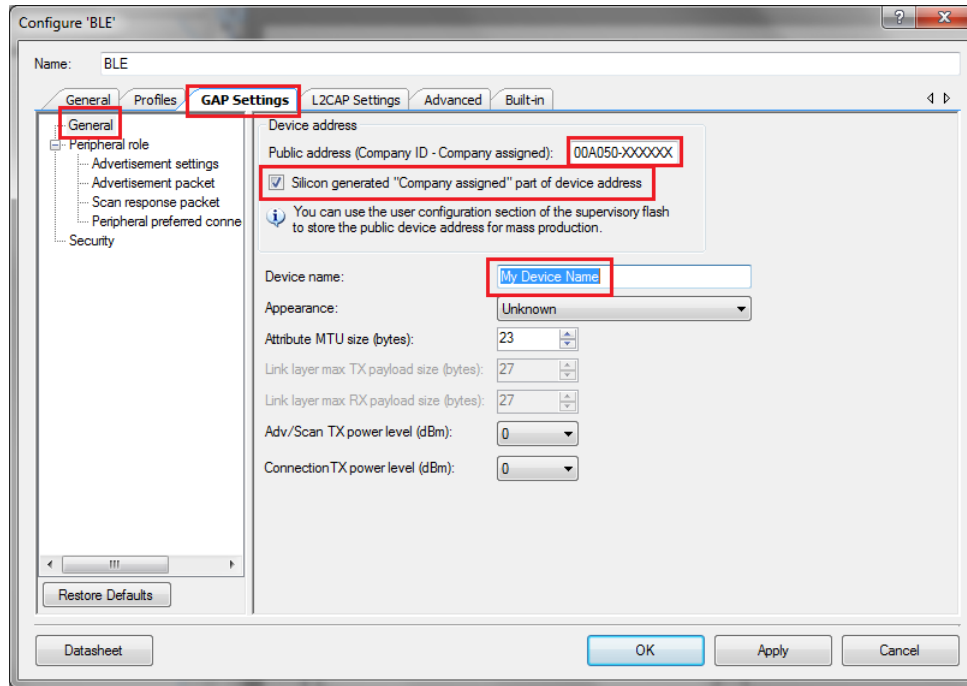 Configure 'BLE'
Name: BLE
General Profiles GAP Settings L2CAP Settings Advanced Built-in
General
Peripheral role
Advertisement settings
Advertisement packet
Scan response packet
Peripheral preferred conne
Security
Device address
Public address (Company ID - Company assigned): 00A050-XXXXXX
Silicon generated "Company assigned" part of device address
You can use the user configuration section of the supervisory flash
to store the public device address for mass production.
Device name: My Device Name
Appearance: Unknown
Attribute MTU size (bytes): 23
Link layer max TX payload size (bytes): 27
Link layer max RX payload size (bytes): 27
Adv/Scan TX power level (dBm): 0
Connection TX power level (dBm): 0
Restore Defaults
Datasheet OK Apply Cancel